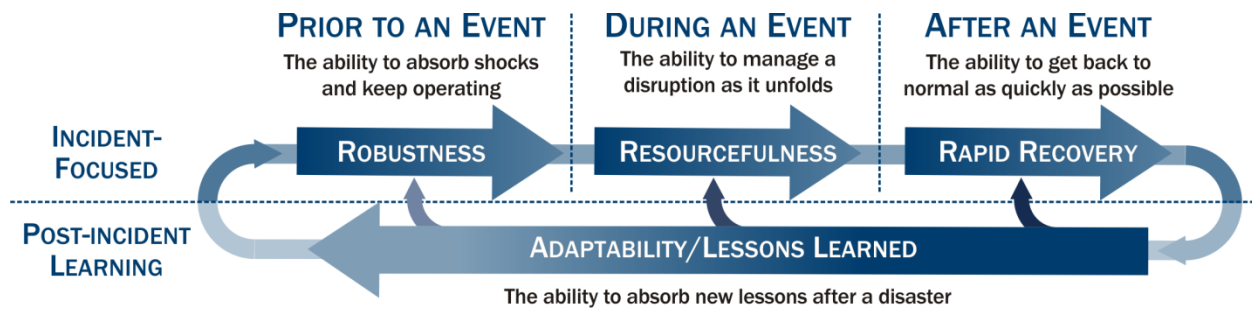 PRIOR TO AN EVENT
The ability to absorb shocks
and keep operating
DURING AN EVENT
The ability to manage a
disruption as it unfolds
AFTER AN EVENT
The ability to get back to
normal as quickly as possible
INCIDENT-
FOCUSED
ROBUSTNESS
RESOURCEFULNESS
RAPID RECOVERY
POST-INCIDENT
LEARNING
ADAPTABILITY/LESSONS LEARNED
The ability to absorb new lessons after a disaster